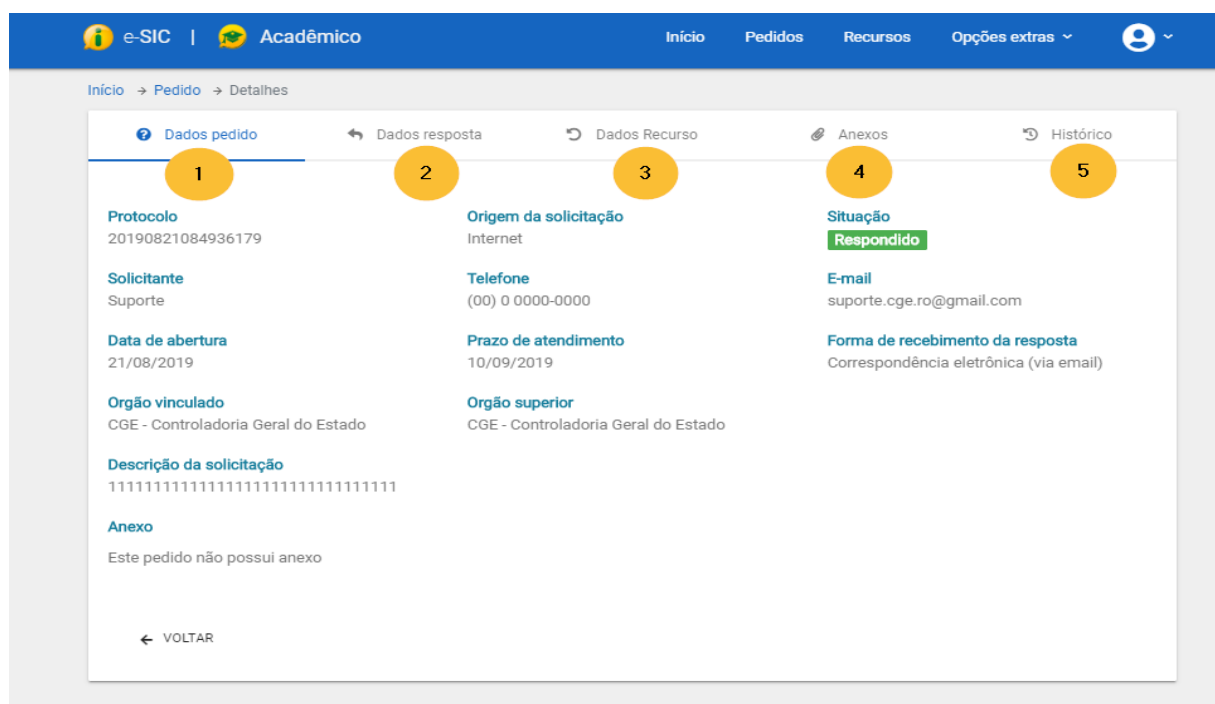 e-SIC | Acadêmico Início Pedidos Recursos Opções extras
Início → Pedido → Detalhes
Dados pedido Dados resposta Dados Recurso Anexos Histórico
1 2 3 4 5
Protocolo Origem da solicitação Situação
20190821084936179 Internet Respondido
Solicitante Telefone E-mail
Suporte (00) 0 0000-0000 suporte.cge.ro@gmail.com
Data de abertura Prazo de atendimento Forma de recebimento da resposta
21/08/2019 10/09/2019 Correspondência eletrônica (via email)
Orgão vinculado Orgão superior
CGE - Controladoria Geral do Estado CGE - Controladoria Geral do Estado
Descrição da solicitação
11111111111111111111111111111111
Anexo
Este pedido não possui anexo
← VOLTAR